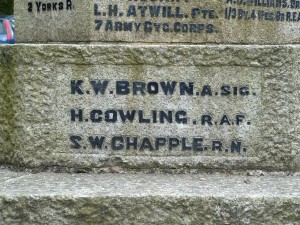 2 YORKS R.
L.H. ATWILL. PTE.
7 ARMY CYC. CORPS.
K.W. BROWN. A. SIG.
H. COWLING. R.A.F.
S.W. CHAPPLE. R.N.